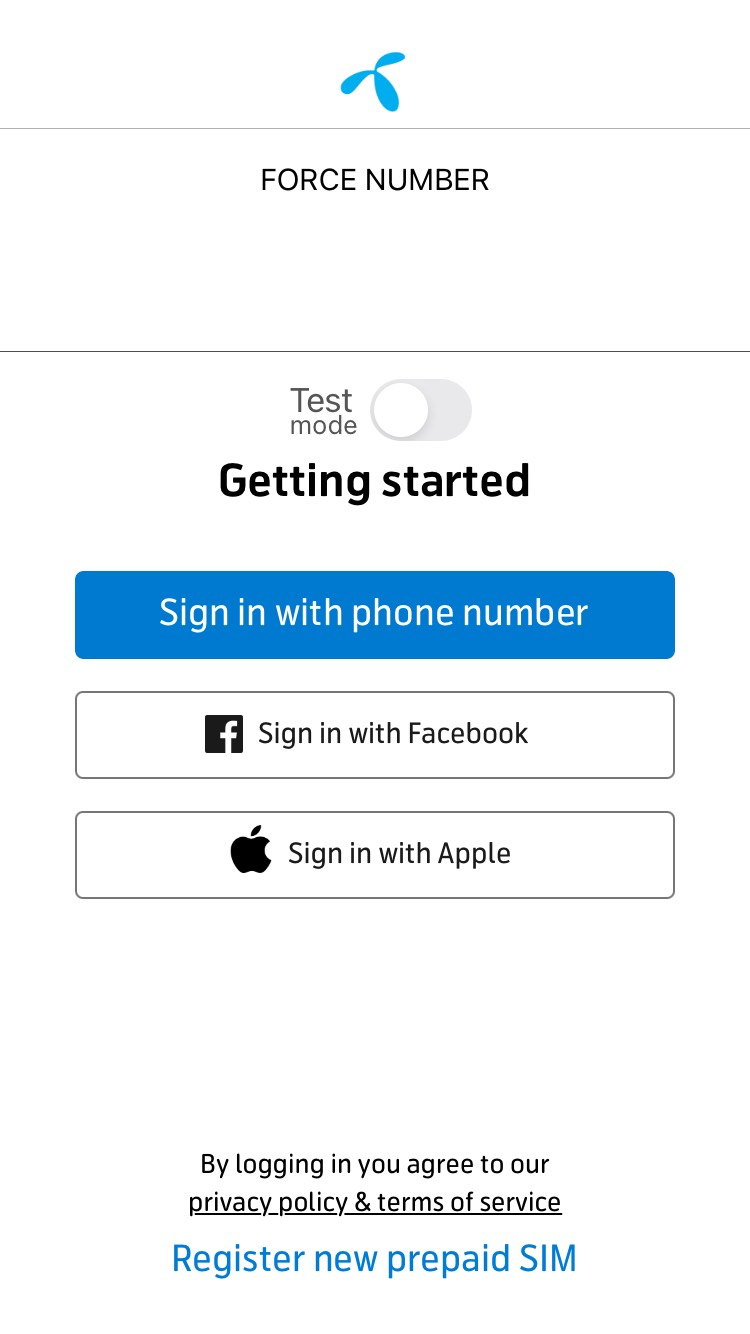 FORCE NUMBER
Test
mode
Getting started
Sign in with phone number
Sign in with Facebook
Sign in with Apple
By logging in you agree to our
privacy policy & terms of service
Register new prepaid SIM